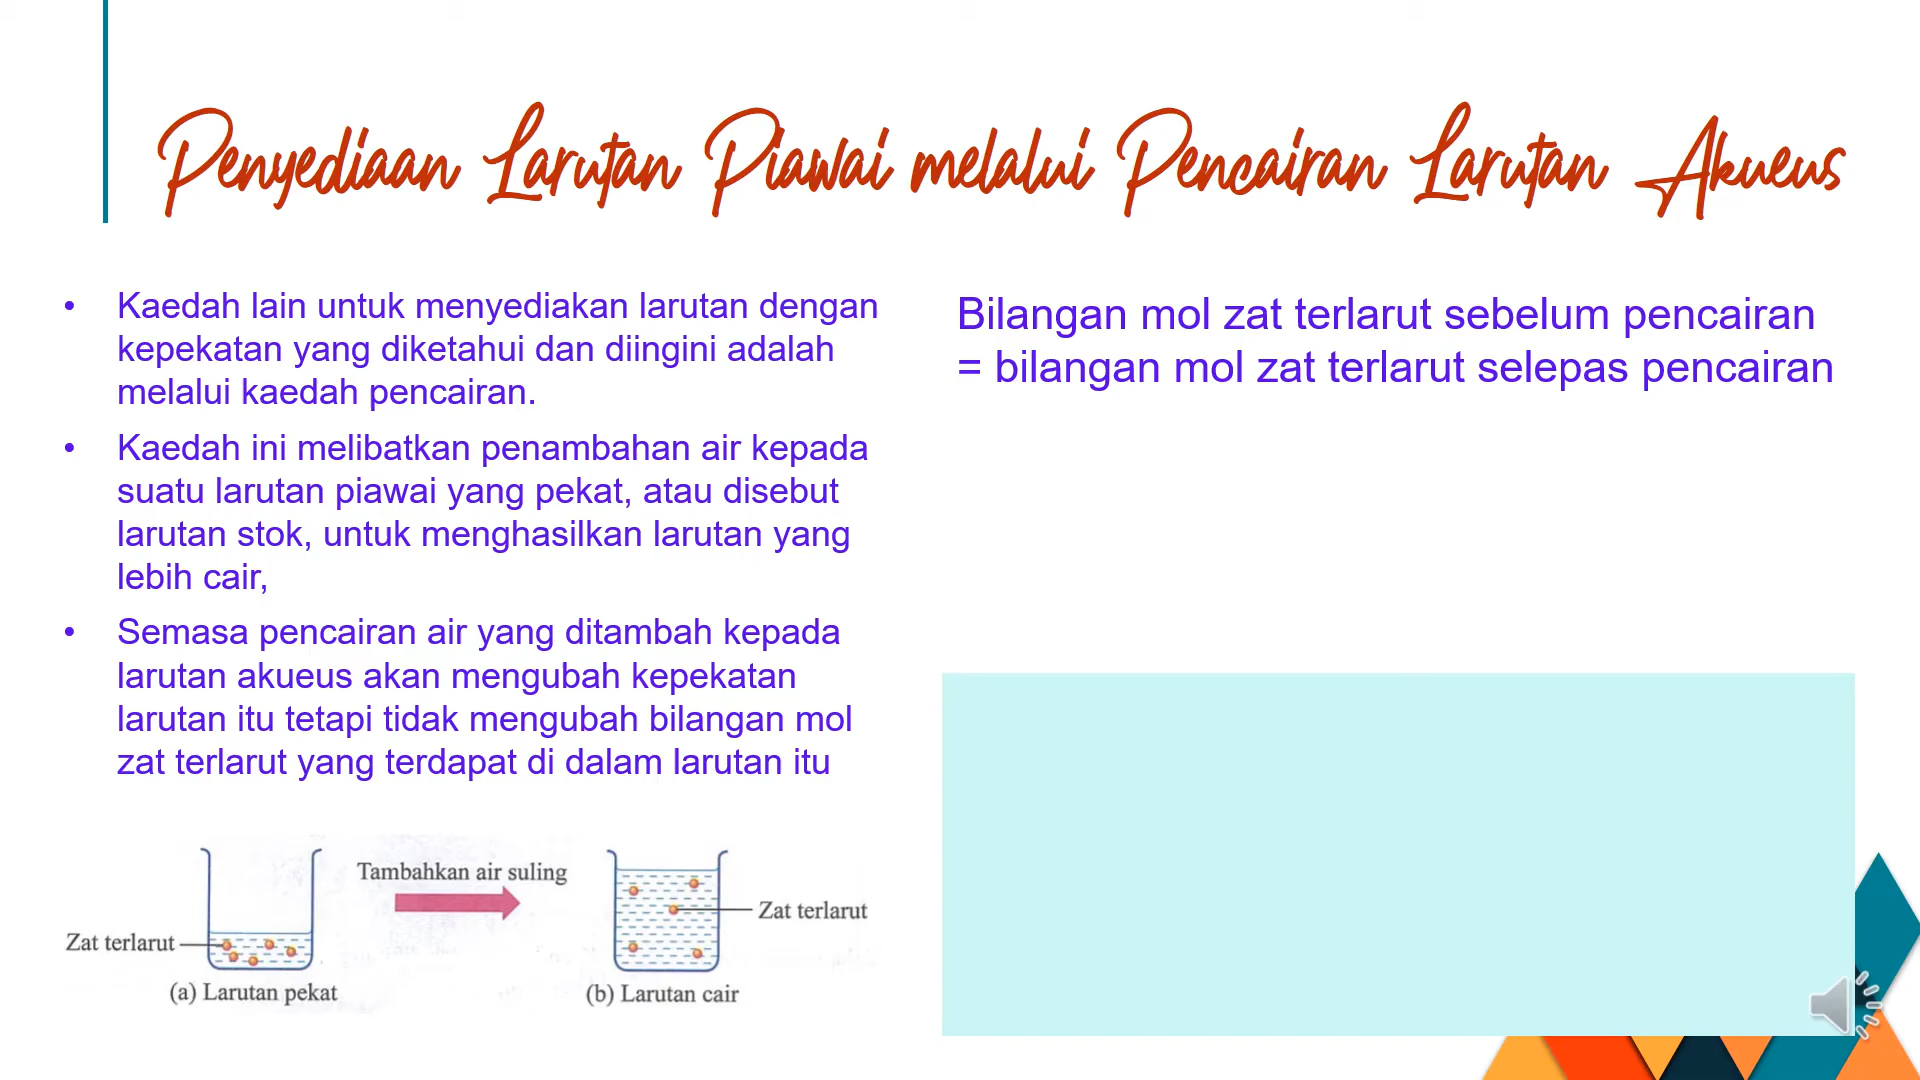 Penyediaan Larutan Piawai melalui Pencairan Larutan Akueus
• Kaedah lain untuk menyediakan larutan dengan
kepekatan yang diketahui dan diingini adalah
melalui kaedah pencairan.
• Kaedah ini melibatkan penambahan air kepada
suatu larutan piawai yang pekat, atau disebut
larutan stok, untuk menghasilkan larutan yang
lebih cair,
• Semasa pencairan air yang ditambah kepada
larutan akueus akan mengubah kepekatan
larutan itu tetapi tidak mengubah bilangan mol
zat terlarut yang terdapat di dalam larutan itu
Bilangan mol zat terlarut sebelum pencairan
= bilangan mol zat terlarut selepas pencairan
Tambahkan air suling
Zat terlarut
Zat terlarut
(a) Larutan pekat
(b) Larutan cair